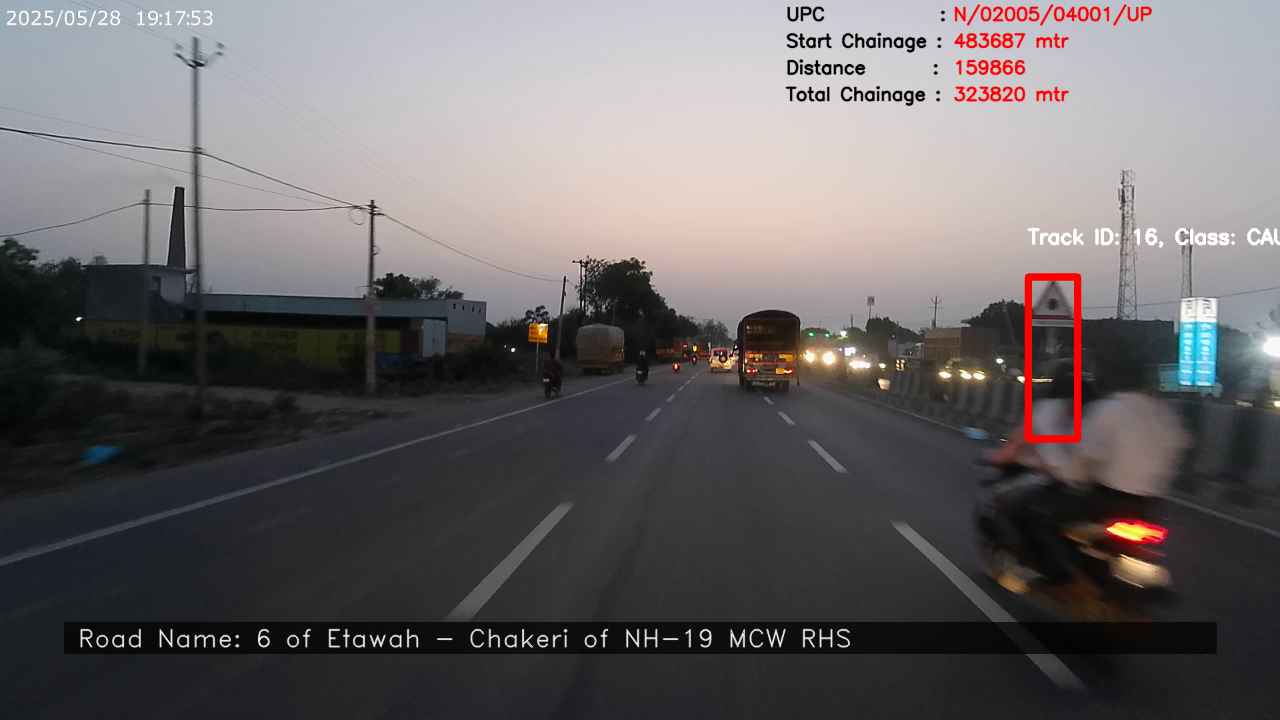 2025/05/28 19:17:53
UPC : N/02005/04001/UP
Start Chainage : 483687 mtr
Distance : 159866
Total Chainage : 323820 mtr
Track ID: 16, Class: CAU
Road Name: 6 of Etawah - Chakeri of NH-19 MCW RHS